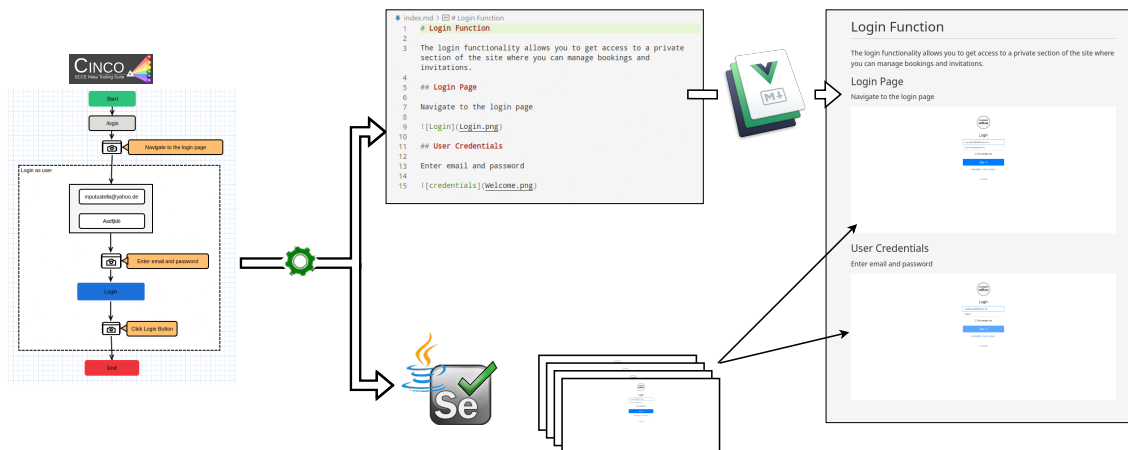 CINCO
SCCE Meta Tooling Suite
Start
/login
Navigate to the login page
Login as user
mputustella@yahoo.de
Enter email and password
Login
Click Login Button
End
index.md > # Login Function
1 # Login Function
2
3 The login functionality allows you to get access to a private
section of the site where you can manage bookings and
invitations.
4
5 ## Login Page
6
7 Navigate to the login page
8
9 ![Login](Login.png)
10
11 ## User Credentials
12
13 Enter email and password
14
15 ![credentials](Welcome.png)
M
Se
Login Function
The login functionality allows you to get access to a private section of the site where
you can manage bookings and invitations.
Login Page
Navigate to the login page
Login
User Credentials
Enter email and password
Login